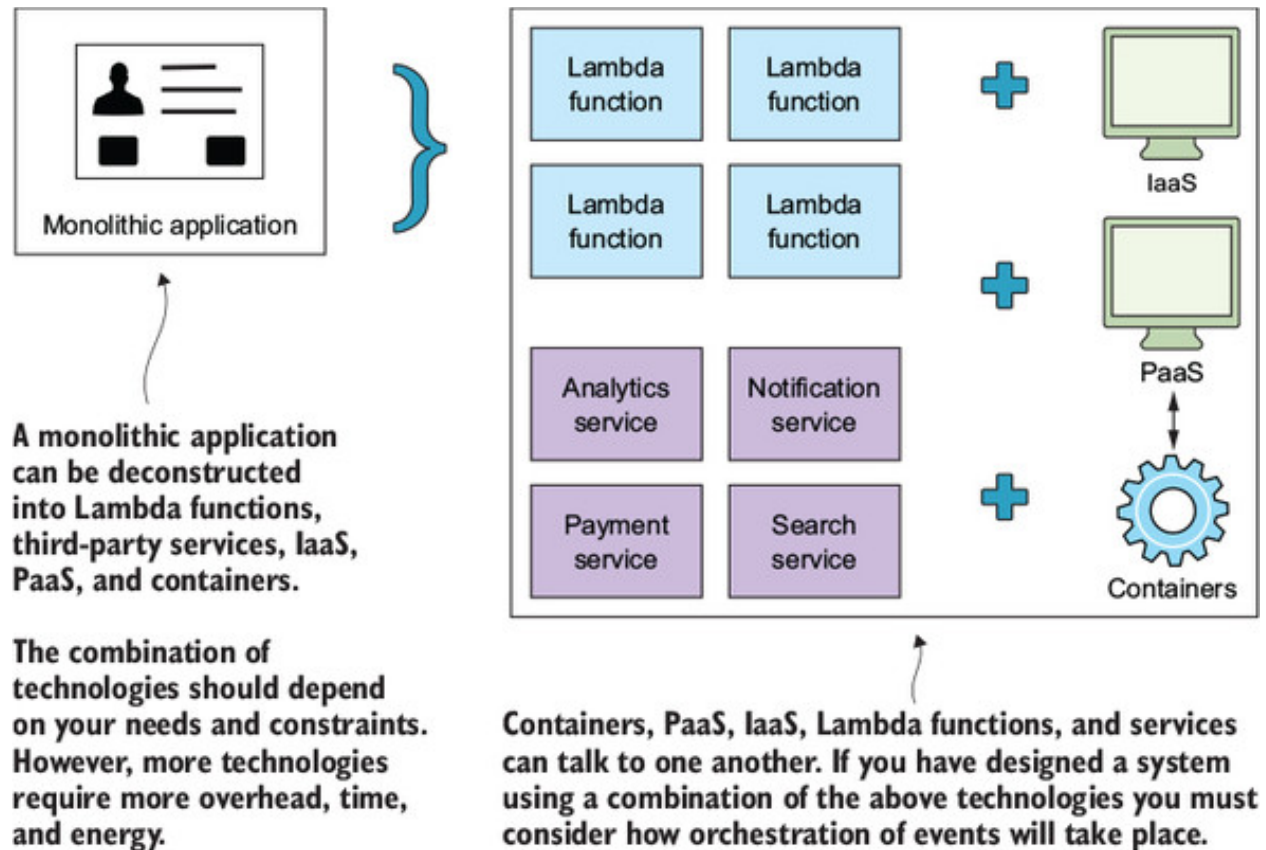 Monolithic application
A monolithic application
can be deconstructed
into Lambda functions,
third-party services, IaaS,
PaaS, and containers.
The combination of
technologies should depend
on your needs and constraints.
However, more technologies
require more overhead, time,
and energy.
Lambda
function
Lambda
function
Lambda
function
Lambda
function
Analytics
service
Notification
service
Payment
service
Search
service
IaaS
PaaS
Containers
Containers, PaaS, IaaS, Lambda functions, and services
can talk to one another. If you have designed a system
using a combination of the above technologies you must
consider how orchestration of events will take place.